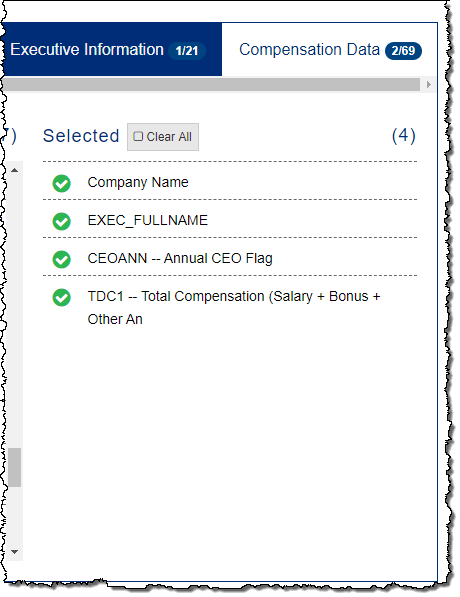 Executive Information 1/21
Compensation Data 2/69
) Selected Clear All (4)
Company Name
EXEC_FULLNAME
CEOANN -- Annual CEO Flag
TDC1 -- Total Compensation (Salary + Bonus +
Other An